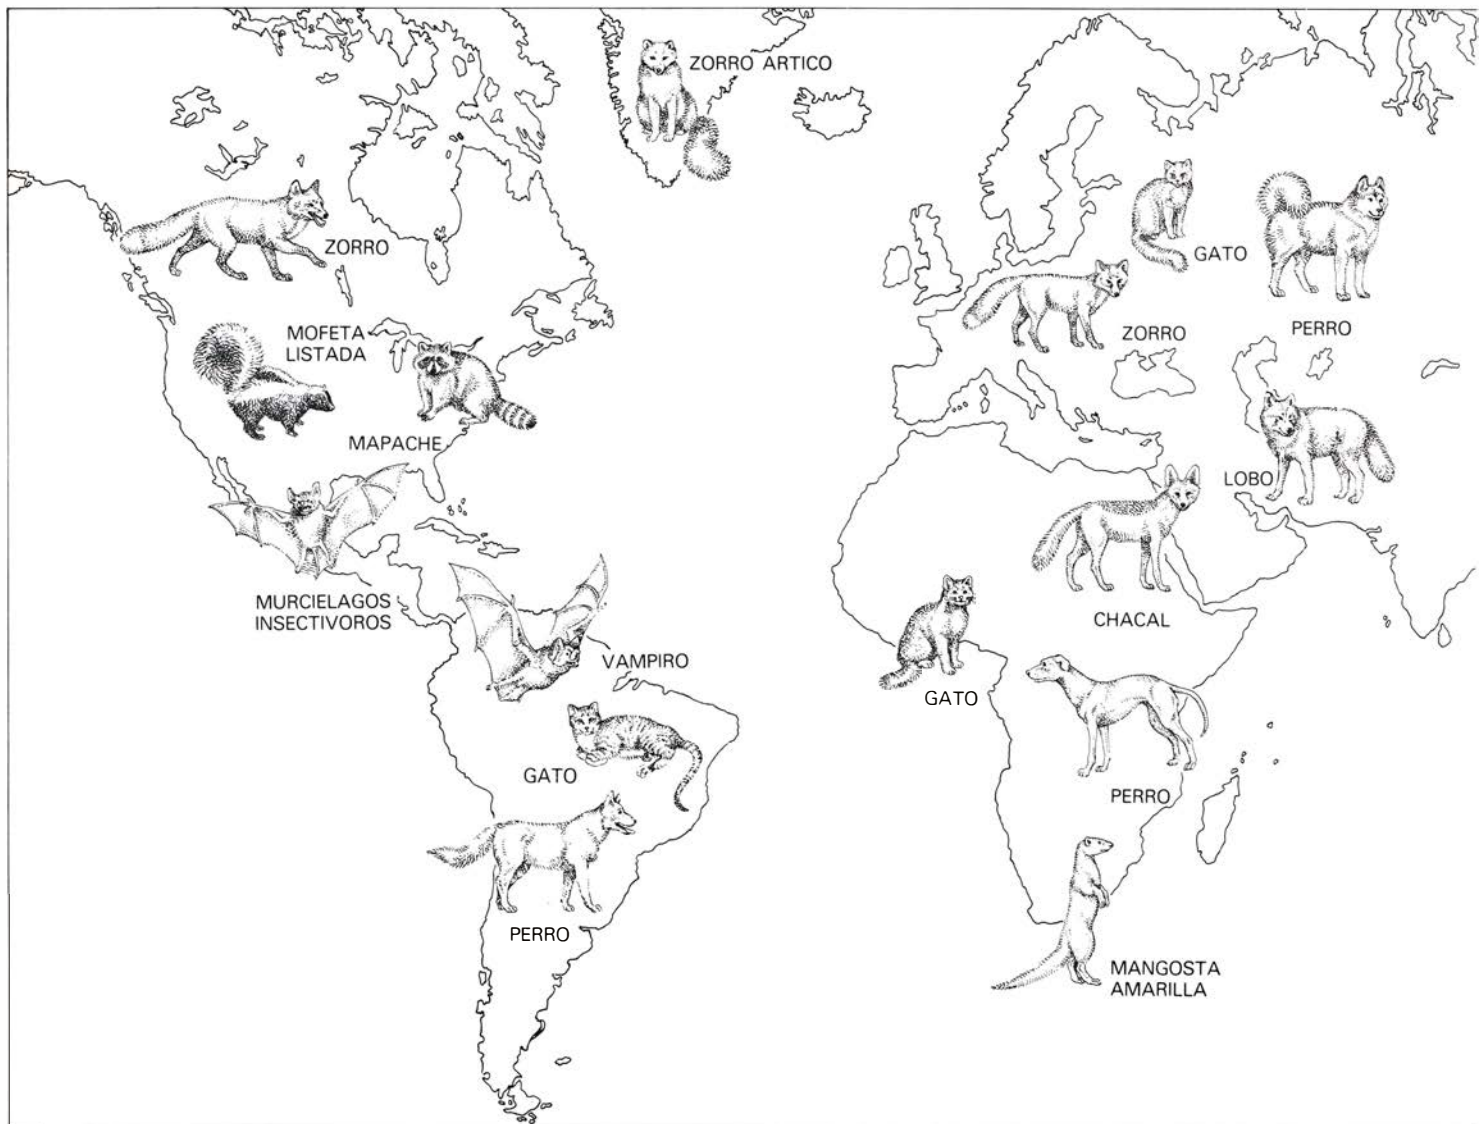 ZORRO ARTICO
ZORRO
MOFETA
LISTADA
MAPACHE
MURCIELAGOS
INSECTIVOROS
VAMPIRO
GATO
PERRO
GATO
PERRO
ZORRO
LOBO
CHACAL
GATO
PERRO
MANGOSTA
AMARILLA